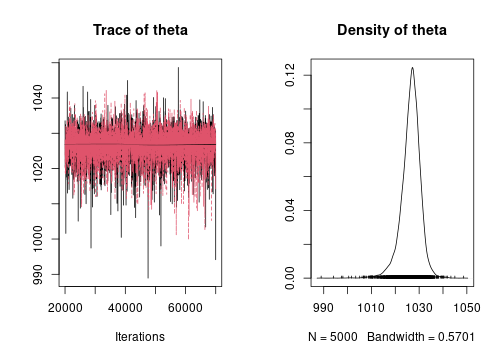 Trace of theta
990 1000 1020 1040
20000 40000 60000
Iterations
Density of theta
0.00 0.04 0.08 0.12
990 1010 1030 1050
N = 5000 Bandwidth = 0.5701